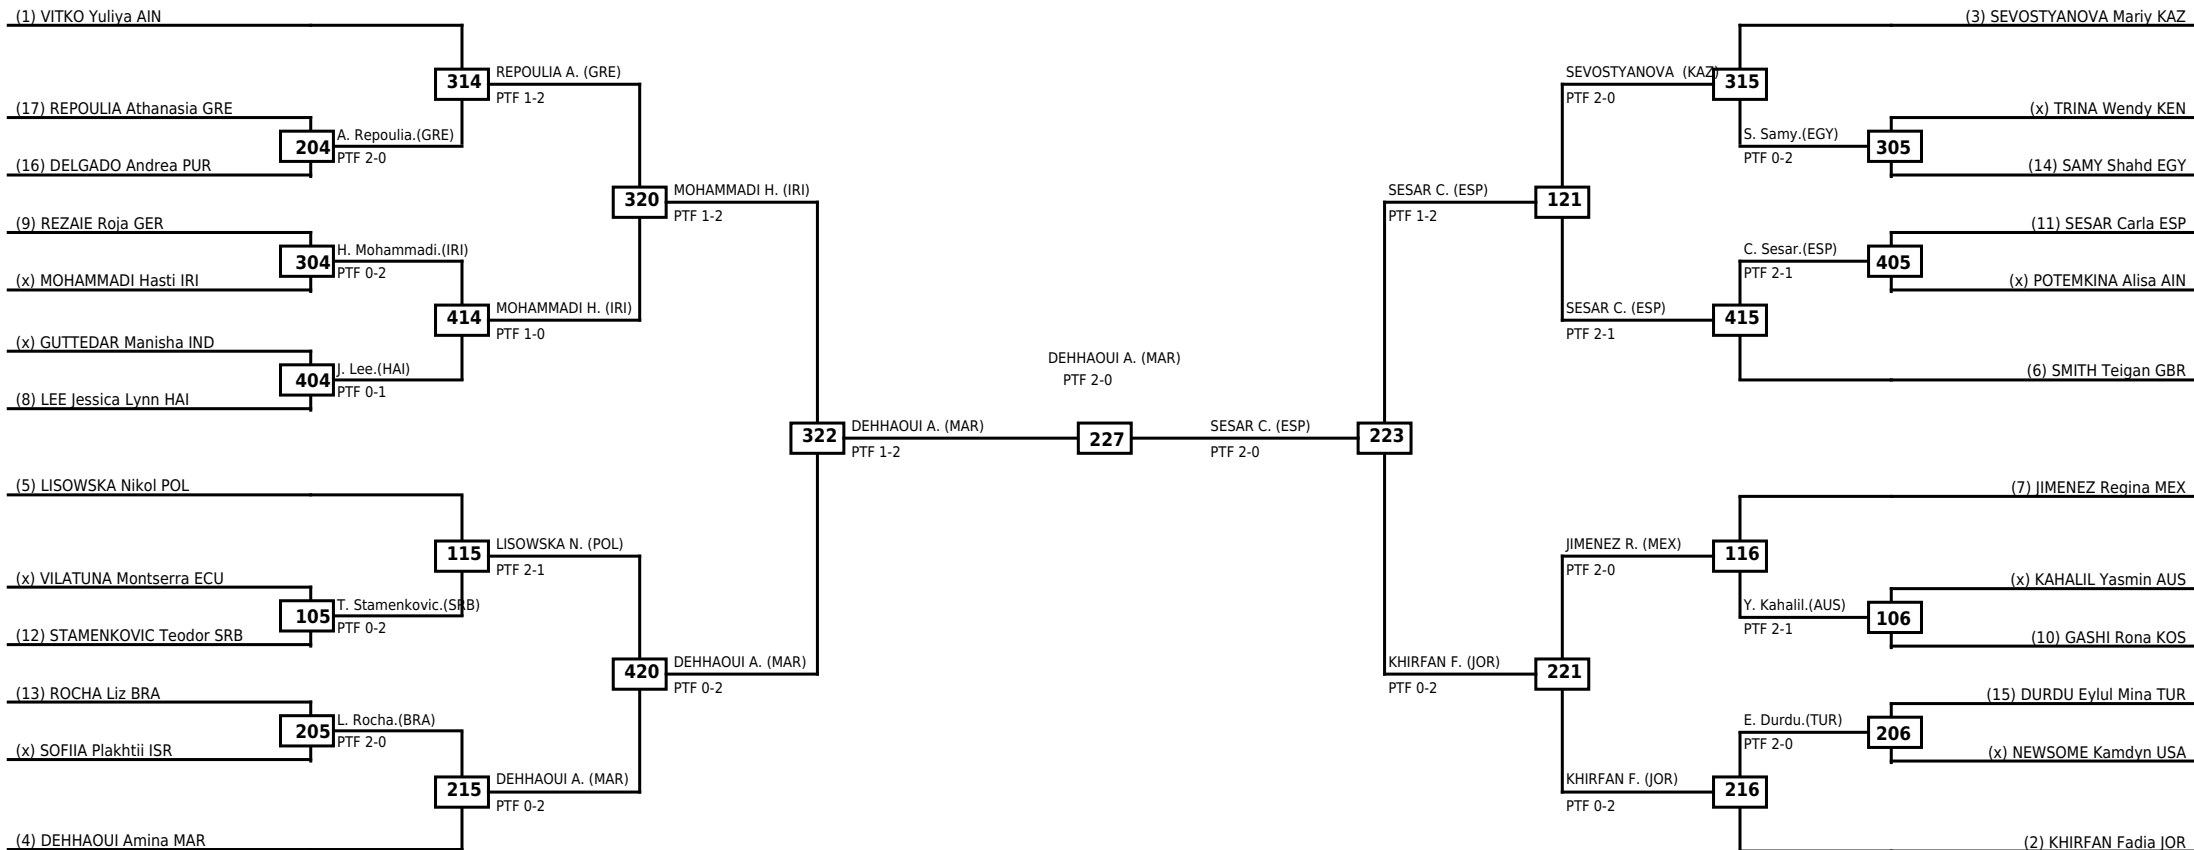 (1) VITKO Yuliya AIN
314
REPOULIA A. (GRE)
PTF 1-2
(17) REPOULIA Athanasia GRE
204
A. Repoulia.(GRE)
PTF 2-0
(16) DELGADO Andrea PUR
320
MOHAMMADI H. (IRI)
PTF 1-2
(9) REZAIE Roja GER
304
H. Mohammadi.(IRI)
PTF 0-2
(x) MOHAMMADI Hasti IRI
414
MOHAMMADI H. (IRI)
PTF 1-0
(x) GUTTEDAR Manisha IND
404
J. Lee.(HAI)
PTF 0-1
(8) LEE Jessica Lynn HAI
322
DEHHAOUI A. (MAR)
PTF 1-2
(5) LISOWSKA Nikol POL
115
LISOWSKA N. (POL)
PTF 2-1
(x) VILATUNA Montserra ECU
105
T. Stamenkovic.(SRB)
PTF 0-2
(12) STAMENKOVIC Teodor SRB
420
DEHHAOUI A. (MAR)
PTF 0-2
(13) ROCHA Liz BRA
205
L. Rocha.(BRA)
PTF 2-0
(x) SOFIIA Plakhtii ISR
215
DEHHAOUI A. (MAR)
PTF 0-2
(4) DEHHAOUI Amina MAR
DEHHAOUI A. (MAR)
PTF 2-0
227
SESAR C. (ESP)
PTF 2-0
223
(3) SEVOSTYANOVA Mariy KAZ
SEVOSTYANOVA (KAZ)
PTF 2-0
315
(x) TRINA Wendy KEN
S. Samy.(EGY)
PTF 0-2
305
(14) SAMY Shahd EGY
SESAR C. (ESP)
PTF 1-2
121
(11) SESAR Carla ESP
C. Sesar.(ESP)
PTF 2-1
405
(x) POTEMKINA Alisa AIN
SESAR C. (ESP)
PTF 2-1
415
(6) SMITH Teigan GBR
(7) JIMENEZ Regina MEX
JIMENEZ R. (MEX)
PTF 2-0
116
(x) KAHALIL Yasmin AUS
Y. Kahalil.(AUS)
PTF 2-1
106
(10) GASHI Rona KOS
KHIRFAN F. (JOR)
PTF 0-2
221
(15) DURDU Eylul Mina TUR
E. Durdu.(TUR)
PTF 2-0
206
(x) NEWSOME Kamdyn USA
KHIRFAN F. (JOR)
PTF 0-2
216
(2) KHIRFAN Fadia JOR